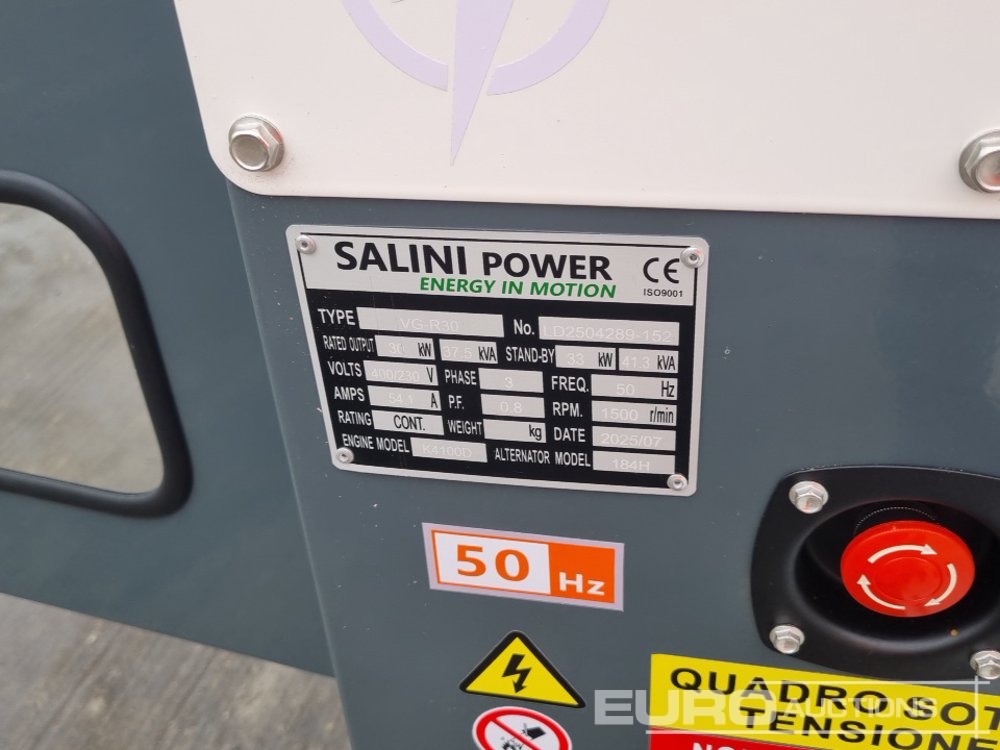 SALINI POWER CE
ENERGY IN MOTION ISO9001
TYPE VG-R30 No. LD2504289-152
RATED OUTPUT 30 kW 37.5 kVA STAND-BY 33 kW 41.3 kVA
VOLTS 400/230 V PHASE 3 FREQ. 50 Hz
AMPS 54.1 A P.F. 0.8 RPM. 1500 r/min
RATING CONT. WEIGHT kg DATE 2025/07
ENGINE MODEL K4100D ALTERNATOR MODEL 184H
50 Hz
QUADRO SOT
TENSIONE
EURO AUCTIONS